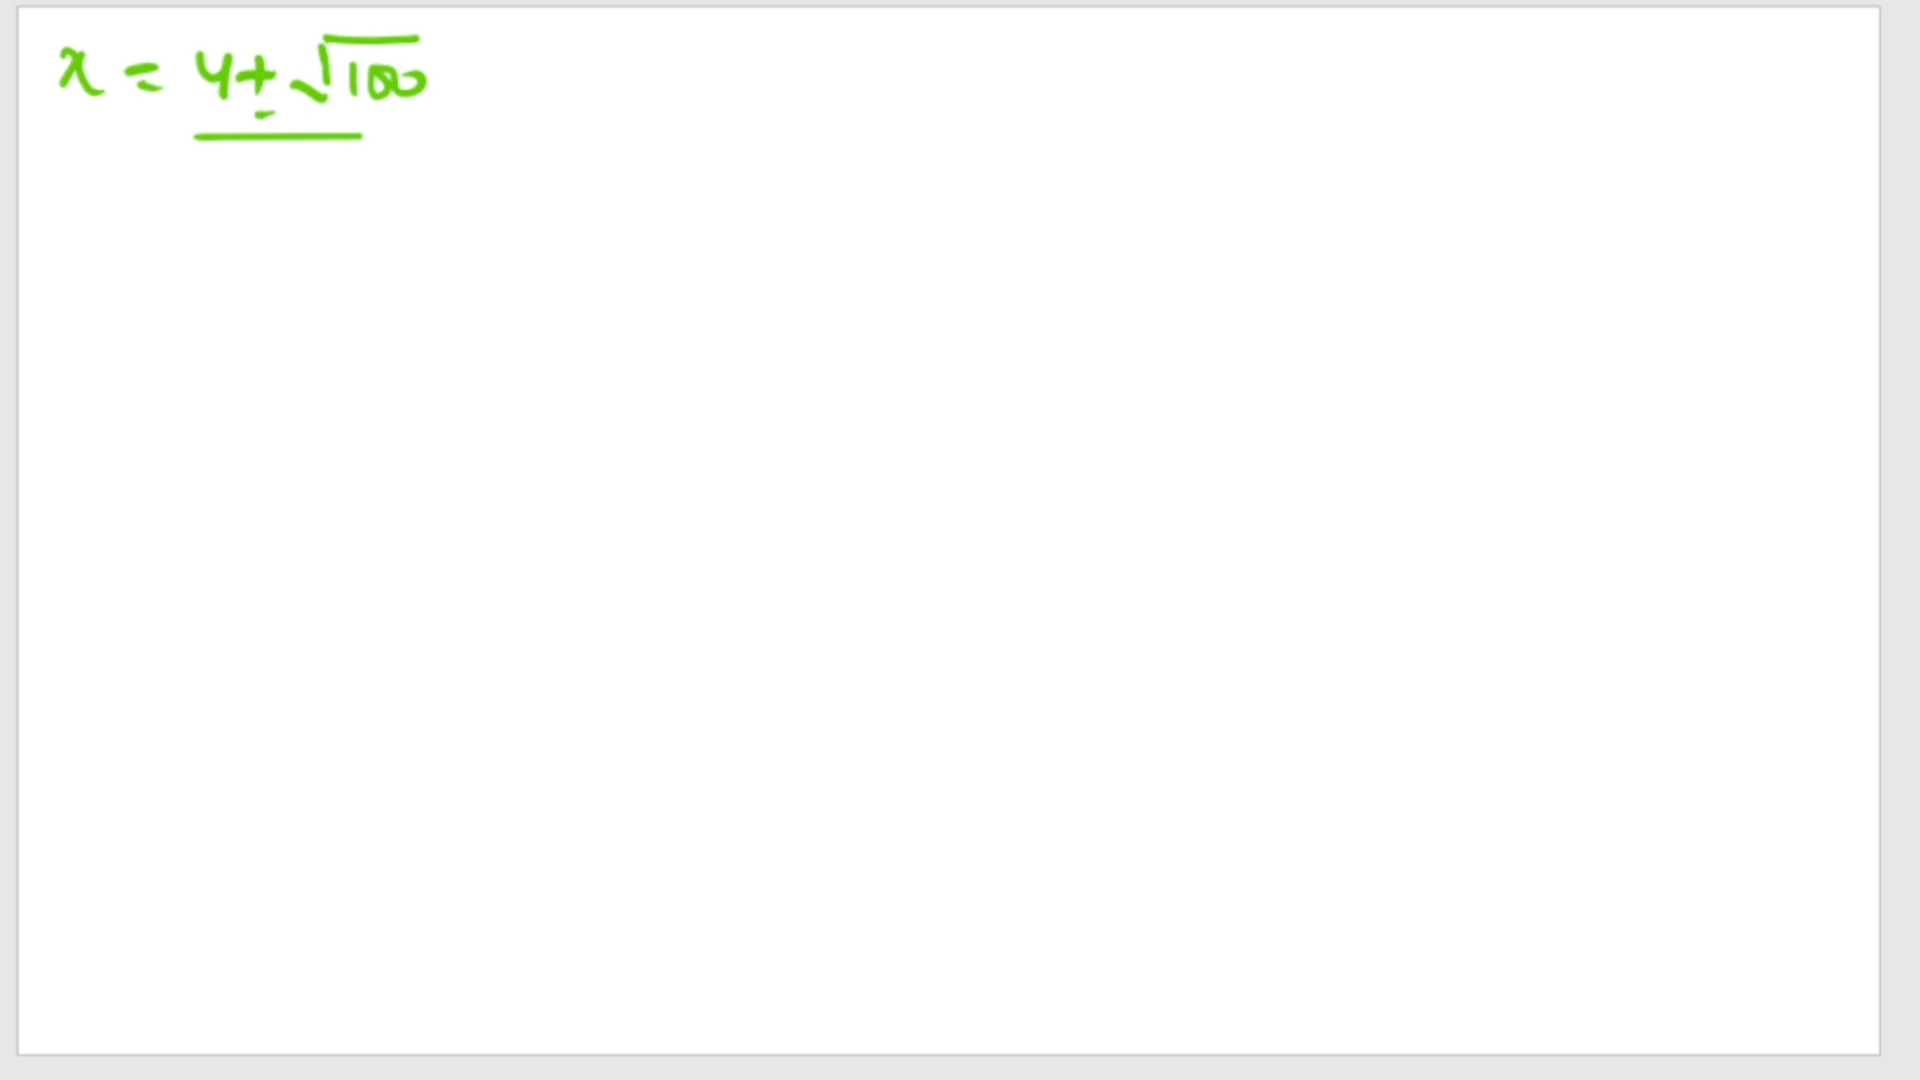 x = 4 ± √100